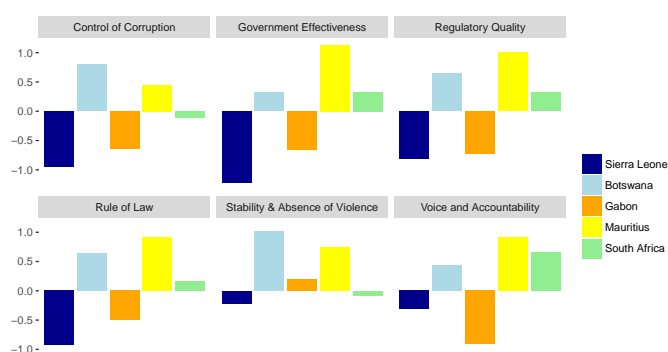 Control of Corruption
Government Effectiveness
Regulatory Quality
1.0
0.5
0.0
−0.5
−1.0
Rule of Law
Stability & Absence of Violence
Voice and Accountability
1.0
0.5
0.0
−0.5
−1.0
Sierra Leone
Botswana
Gabon
Mauritius
South Africa